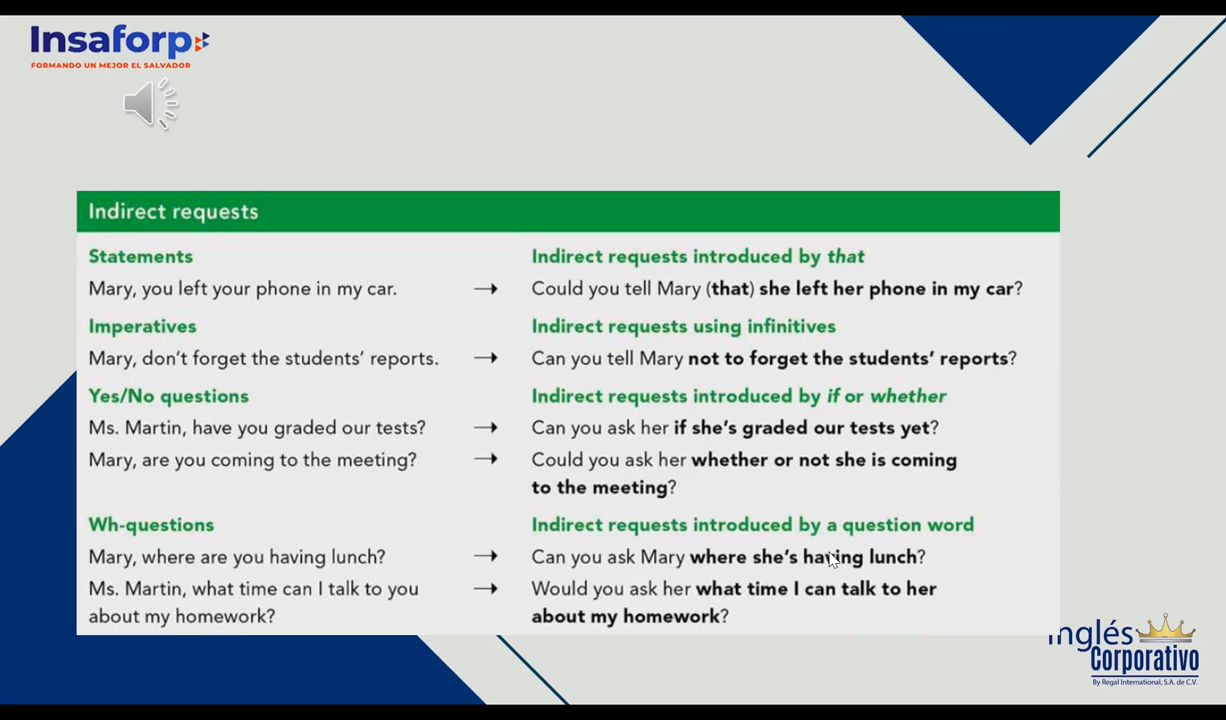 Insaforp
FORMANDO UN MEJOR EL SALVADOR
Indirect requests
Statements
Indirect requests introduced by that
Mary, you left your phone in my car.
→ Could you tell Mary (that) she left her phone in my car?
Imperatives
Indirect requests using infinitives
Mary, don't forget the students' reports.
→ Can you tell Mary not to forget the students' reports?
Yes/No questions
Indirect requests introduced by if or whether
Ms. Martin, have you graded our tests?
→ Can you ask her if she's graded our tests yet?
Mary, are you coming to the meeting?
→ Could you ask her whether or not she is coming
to the meeting?
Wh-questions
Indirect requests introduced by a question word
Mary, where are you having lunch?
→ Can you ask Mary where she's having lunch?
Ms. Martin, what time can I talk to you
about my homework?
→ Would you ask her what time I can talk to her
about my homework?
Inglés
Corporativo
By Regal International, S.A. de C.V.